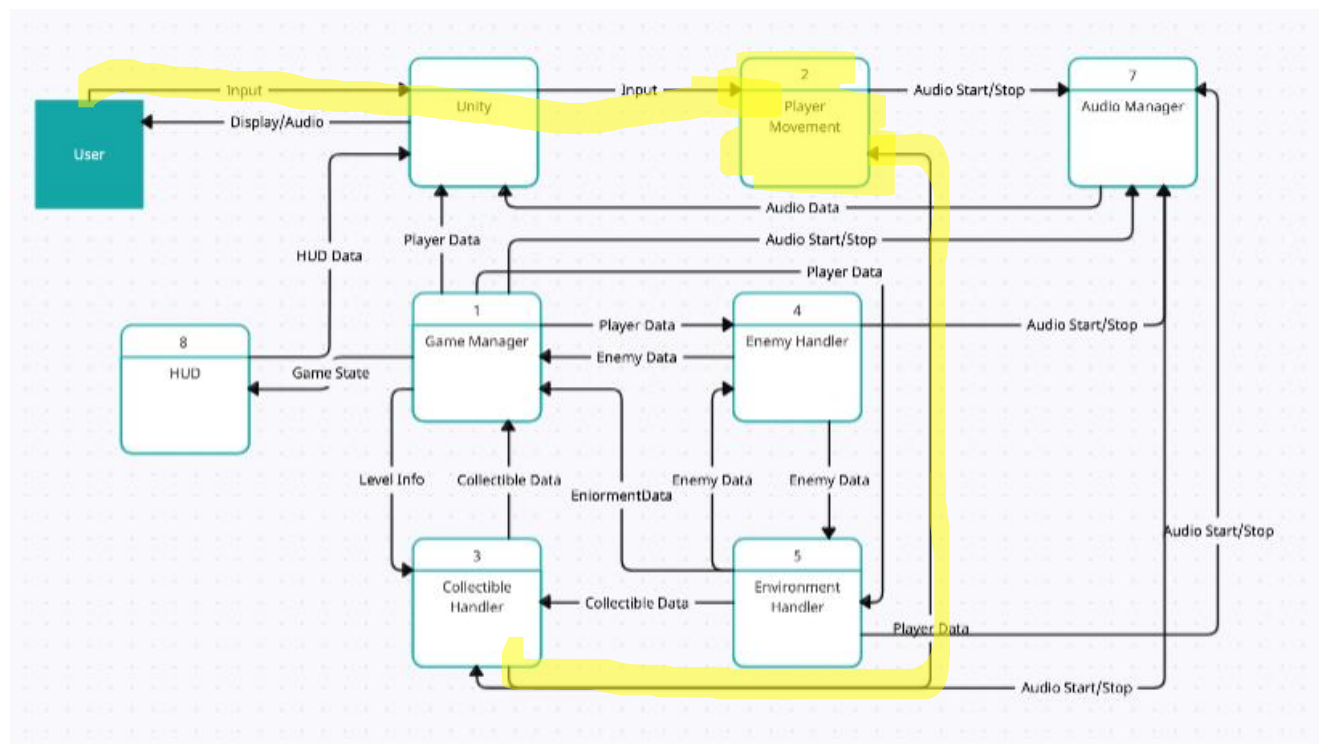 2
7
Input
Unity
Input
Player
Movement
Audio Start/Stop
Audio Manager
User
Display/Audio
Audio Data
Player Data
Audio Start/Stop
HUD Data
Player Data
1
4
Game Manager
Player Data
Enemy Handler
Audio Start/Stop
8
HUD
Enemy Data
Game State
Level Info
Collectible Data
EniormentData
Enemy Data
Enemy Data
Audio Start/Stop
3
5
Collectible
Handler
Environment
Handler
Collectible Data
Player Data
Audio Start/Stop